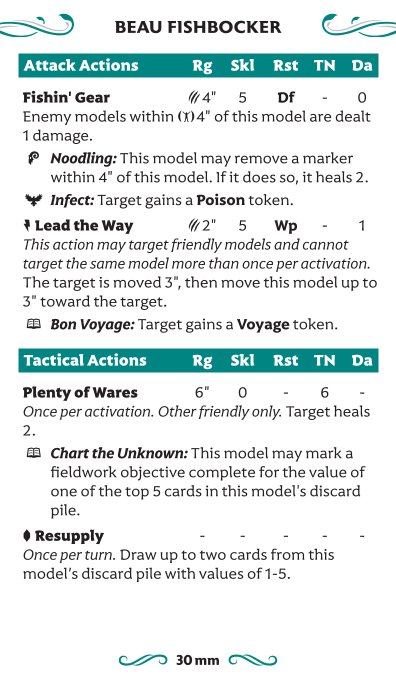 BEAU FISHBOCKER
Attack Actions Rg Skl Rst TN Da
Fishin' Gear 4" 5 Df - 0
Enemy models within 4" of this model are dealt
1 damage.
Noodling: This model may remove a marker
within 4" of this model. If it does so, it heals 2.
Infect: Target gains a Poison token.
Lead the Way 2" 5 Wp - 1
This action may target friendly models and cannot
target the same model more than once per activation.
The target is moved 3", then move this model up to
3" toward the target.
Bon Voyage: Target gains a Voyage token.
Tactical Actions Rg Skl Rst TN Da
Plenty of Wares 6" 0 - 6 -
Once per activation. Other friendly only. Target heals
2.
Chart the Unknown: This model may mark a
fieldwork objective complete for the value of
one of the top 5 cards in this model's discard
pile.
Resupply - - - - -
Once per turn. Draw up to two cards from this
model's discard pile with values of 1-5.
30 mm